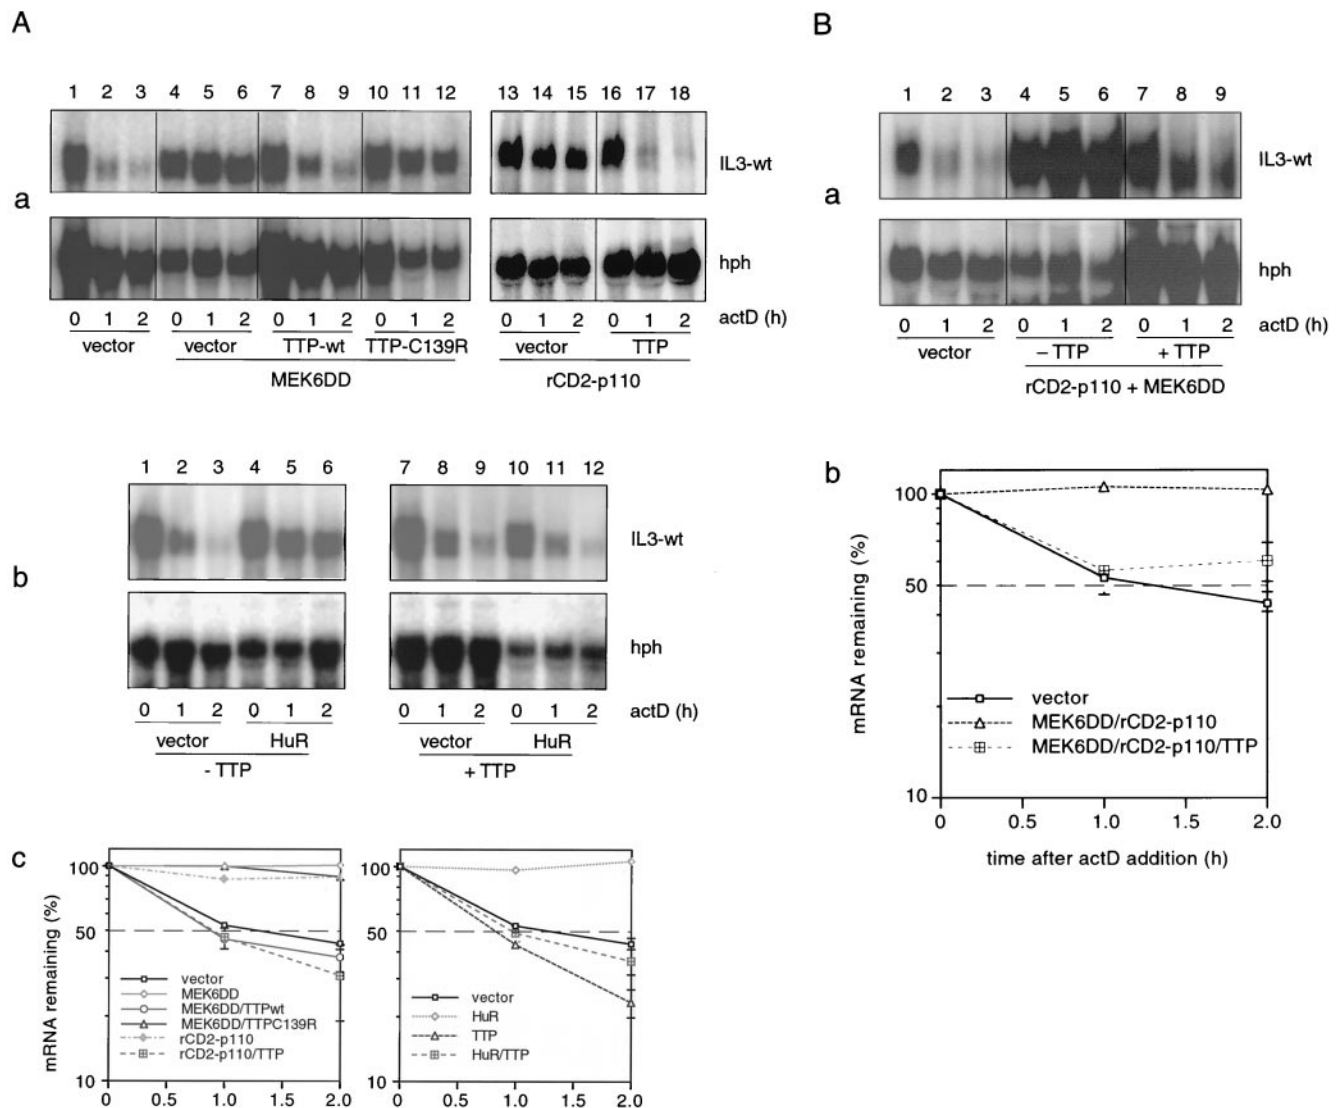 A
1 2 3 4 5 6 7 8 9 10 11 12 13 14 15 16 17 18
IL3-wt
a
hph
0 1 2 0 1 2 0 1 2 0 1 2 0 1 2 0 1 2 actD (h)
vector vector TTP-wt TTP-C139R vector TTP
MEK6DD rCD2-p110
1 2 3 4 5 6 7 8 9 10 11 12
IL3-wt
b
hph
0 1 2 0 1 2 0 1 2 0 1 2 actD (h)
vector HuR vector HuR
- TTP + TTP
c
mRNA remaining (%)
100
50
10
vector
MEK6DD
MEK6DD/TTPwt
MEK6DD/TTPC139R
rCD2-p110
rCD2-p110/TTP
0 0.5 1.0 1.5 2.0
100
50
10
vector
HuR
TTP
HuR/TTP
0 0.5 1.0 1.5 2.0
B
1 2 3 4 5 6 7 8 9
IL3-wt
a
hph
0 1 2 0 1 2 0 1 2 actD (h)
vector – TTP + TTP
rCD2-p110 + MEK6DD
b
mRNA remaining (%)
100
50
10
vector
MEK6DD/rCD2-p110
MEK6DD/rCD2-p110/TTP
0 0.5 1.0 1.5 2.0
time after actD addition (h)